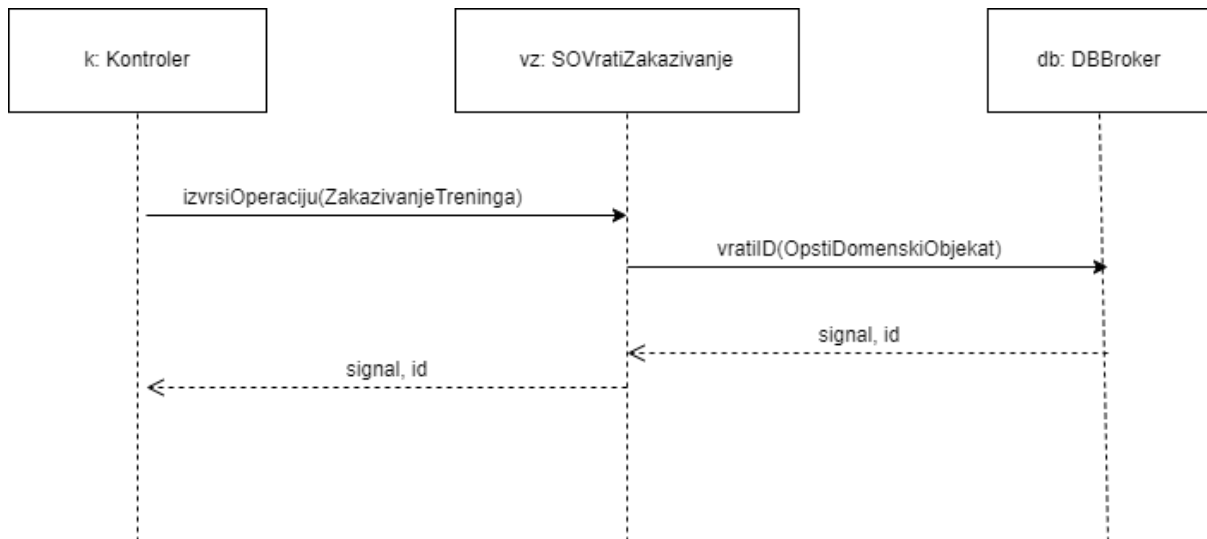 k: Kontroler
vz: SOVratiZakazivanje
db: DBBroker
izvrsiOperaciju(ZakazivanjeTreninga)
vratiID(OpstiDomenskiObjekat)
signal, id
signal, id